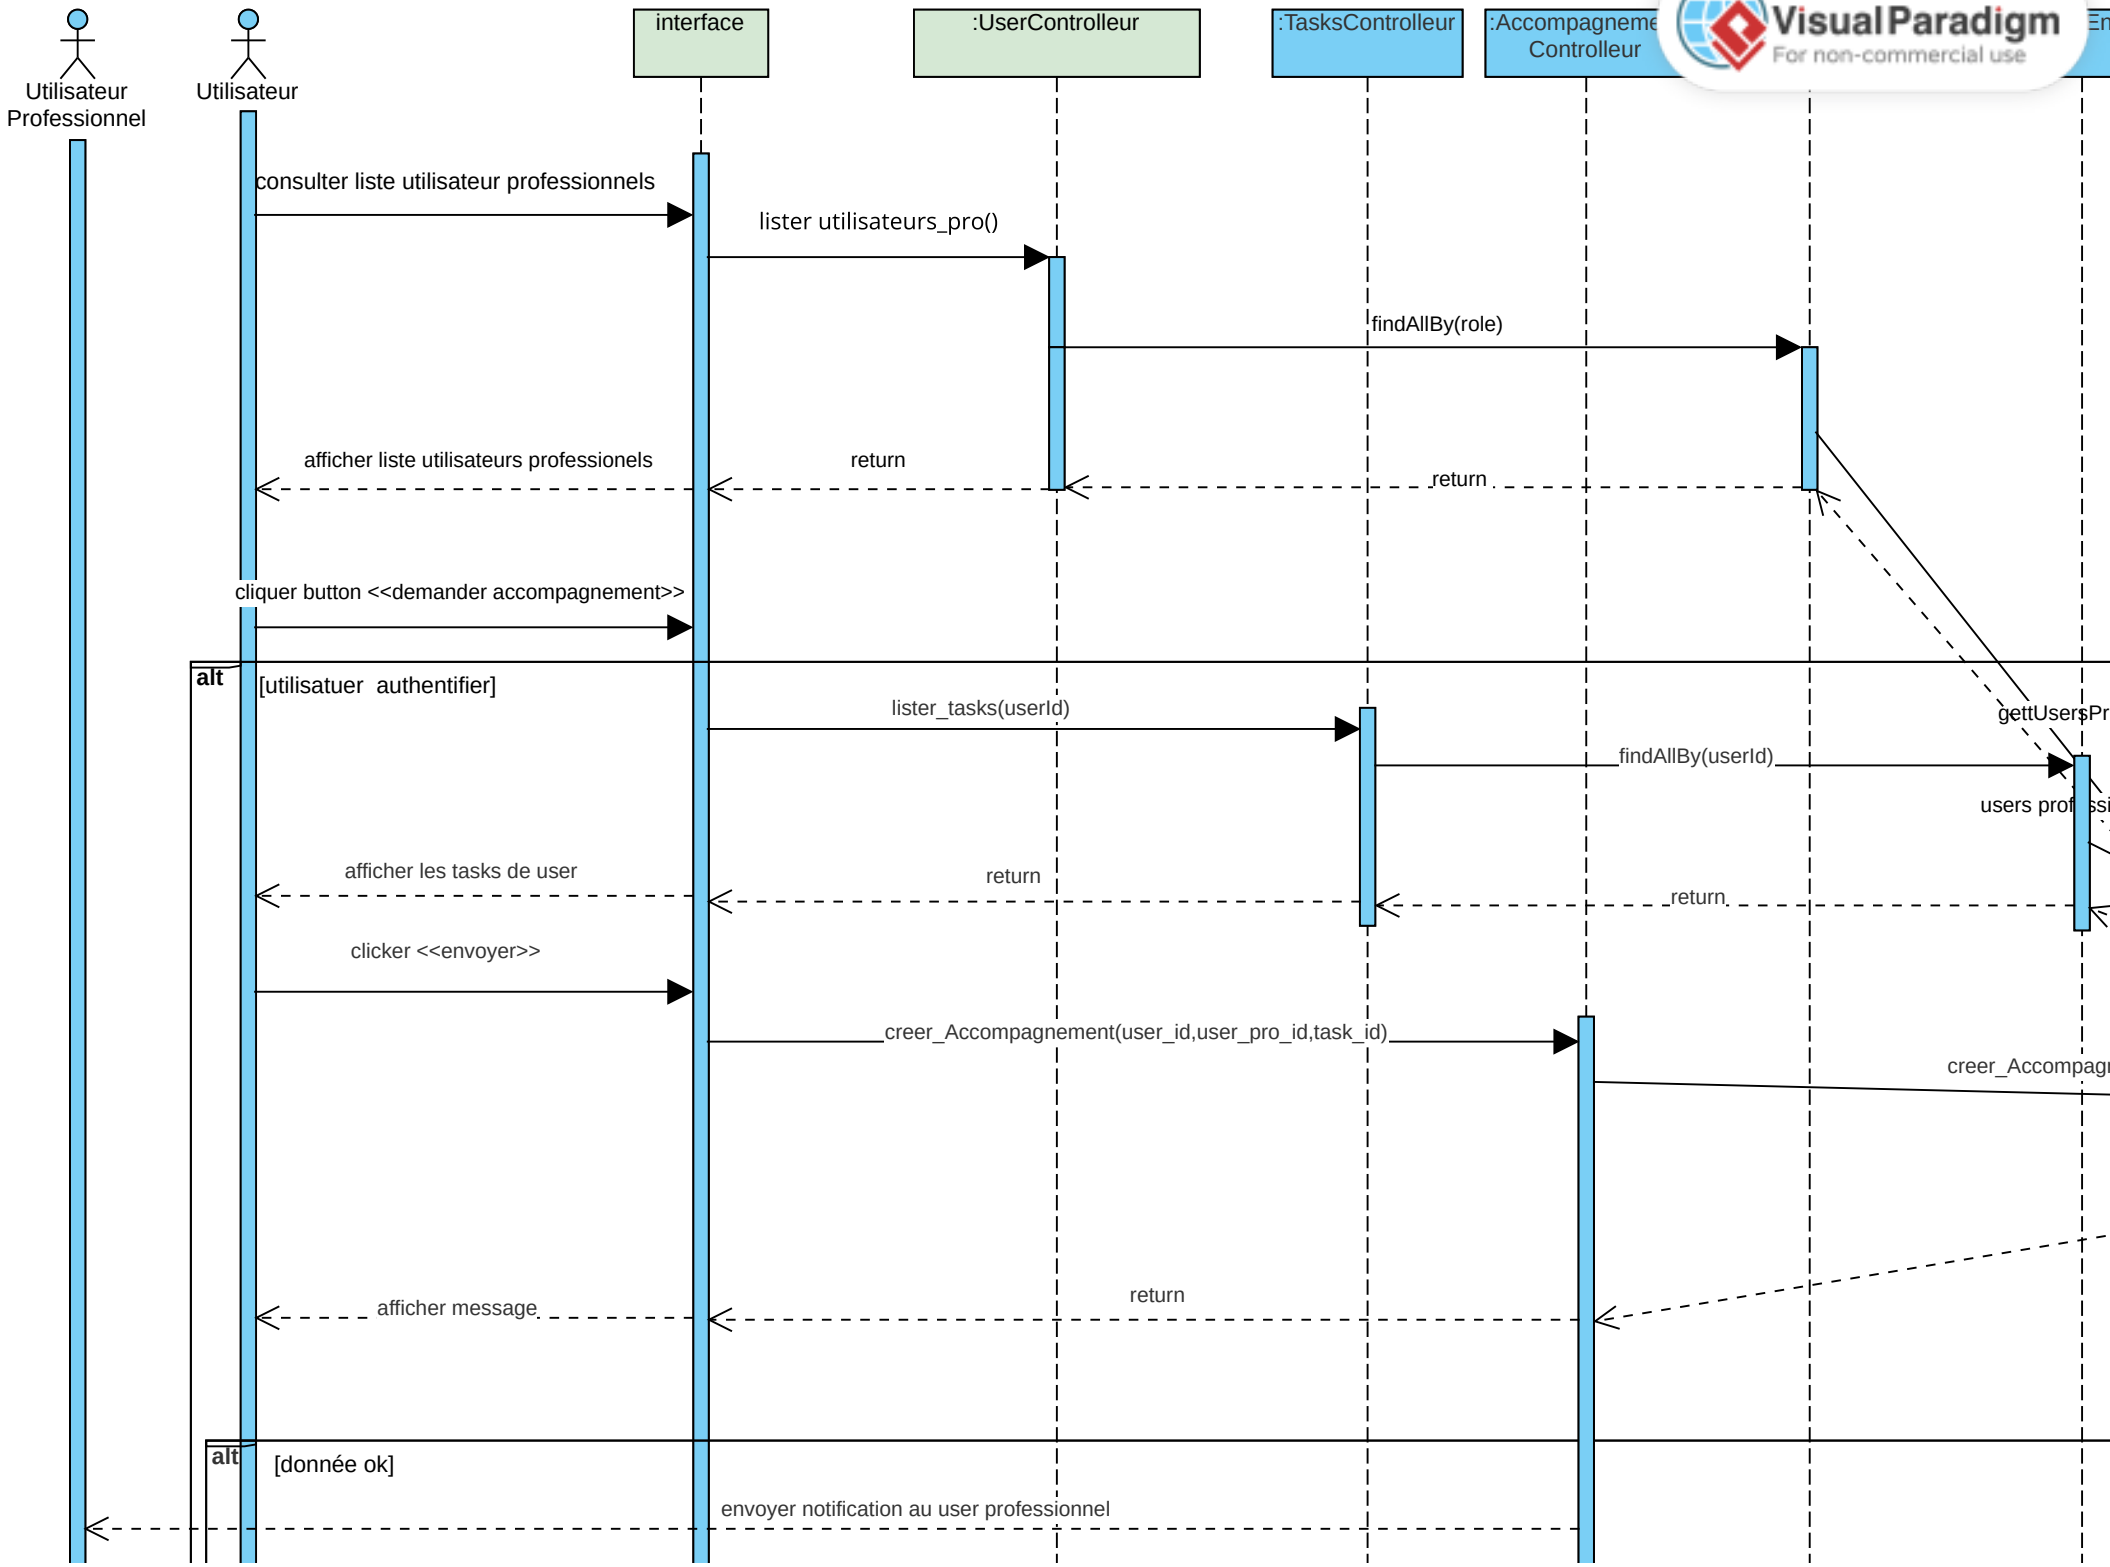 Utilisateur
Professionnel
Utilisateur
interface
:UserControlleur
:TasksControlleur
Controlleur
Visual Paradigm
For non-commercial use
consulter liste utilisateur professionnels
lister utilisateurs_pro()
findAllBy(role)
afficher liste utilisateurs professionels
return
return
cliquer button <<demander accompagnement>>
alt
[utilisatuer  authentifier]
lister_tasks(userId)
findAllBy(userId)
users
afficher les tasks de user
return
return
clicker <<envoyer>>
creer_Accompagnement(user_id,user_pro_id,task_id)
afficher message
return
alt
[donnée ok]
envoyer notification au user professionnel